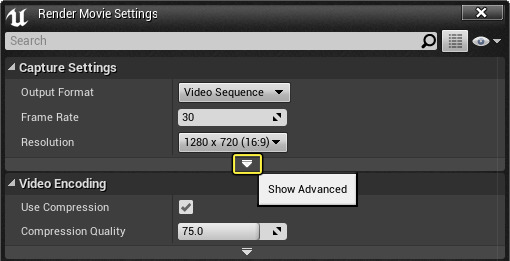 Render Movie Settings
Search
Capture Settings
Output Format Video Sequence
Frame Rate 30
Resolution 1280 x 720 (16:9)
Show Advanced
Video Encoding
Use Compression
Compression Quality 75.0